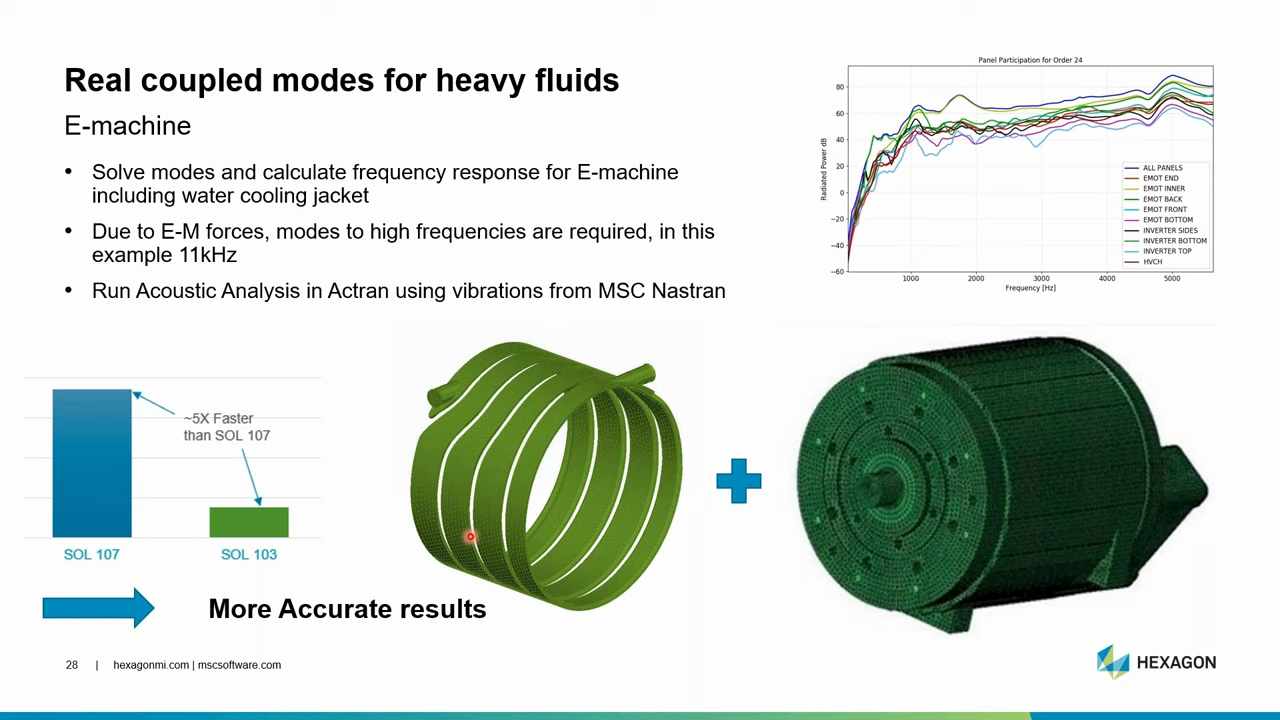 Real coupled modes for heavy fluids
E-machine
• Solve modes and calculate frequency response for E-machine
including water cooling jacket
• Due to E-M forces, modes to high frequencies are required, in this
example 11kHz
• Run Acoustic Analysis in Actran using vibrations from MSC Nastran
Panel Participation for Order 24
Radiated Power dB
80
60
40
20
0
−20
−40
−60
1000
2000
3000
4000
5000
Frequency [Hz]
ALL PANELS
EMOT END
EMOT INNER
EMOT BACK
EMOT FRONT
EMOT BOTTOM
INVERTER SIDES
INVERTER BOTTOM
INVERTER TOP
HVCH
~5X Faster
than SOL 107
SOL 107
SOL 103
More Accurate results
28 | hexagonmi.com | mscsoftware.com
HEXAGON